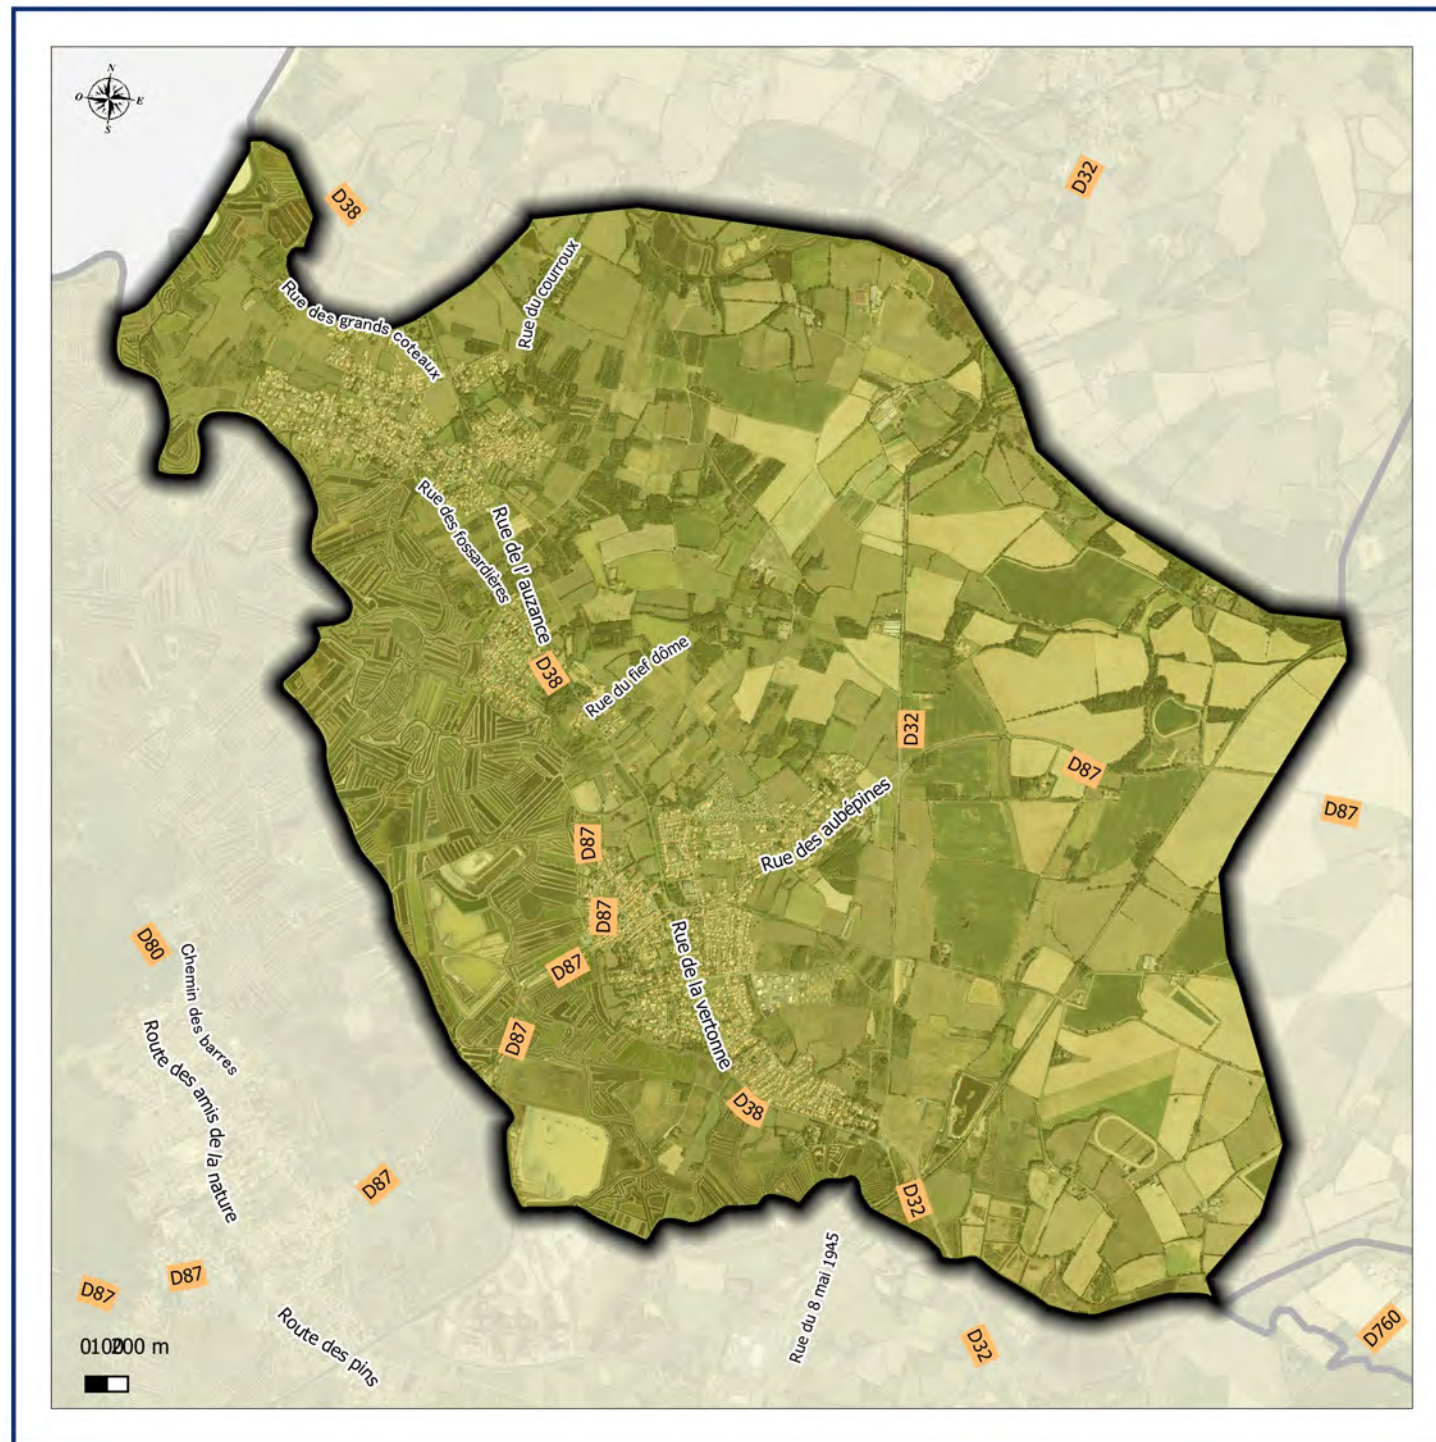 N
O
E
S
D38
D32
Rue du courroux
Rue des grands coteaux
Rue des fossardières
Rue de l' auzance
Rue du fief dôme
D38
D32
D87
D87
Rue des aubépines
D87
D87
D87
Rue de la vertonne
D80
Chemin des barres
Route des amis de la nature
D87
D38
D87
D32
D87
D87
Rue du 8 mai 1945
Route des pins
D32
D760
0 100 200 m